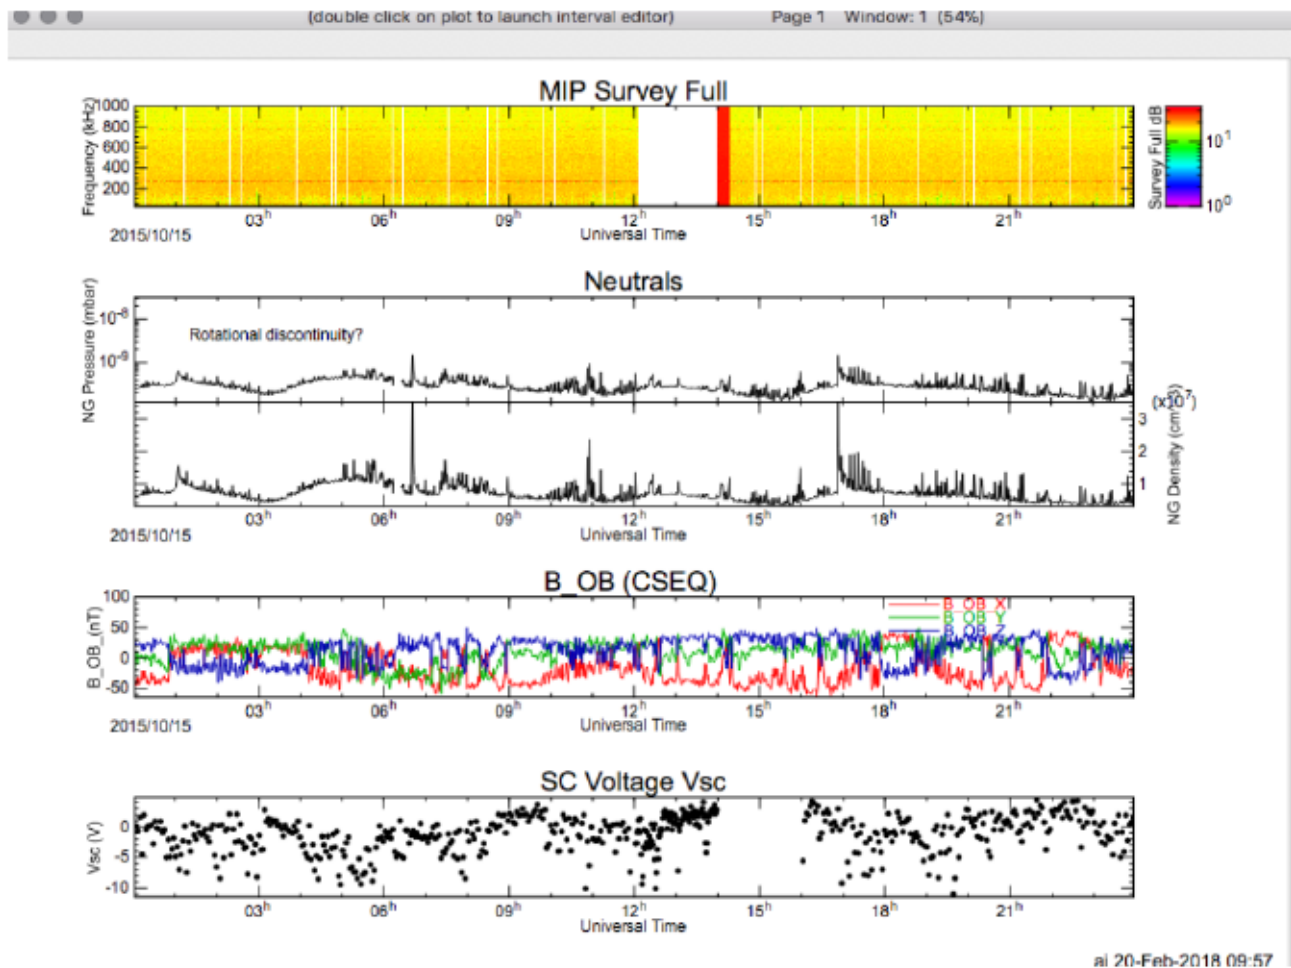 (double click on plot to launch interval editor) Page 1 Window: 1 (54%)
MIP Survey Full
Frequency (kHz)
1000
800
600
400
200
Survey Full dB
10¹
10⁰
03ʰ 06ʰ 09ʰ 12ʰ 15ʰ 18ʰ 21ʰ
2015/10/15
Universal Time
Neutrals
NG Pressure (mbar)
10⁻⁸
10⁻⁹
Rotational discontinuity?
(x10⁷)
NG Density (cm^-3)
3
2
1
03ʰ 06ʰ 09ʰ 12ʰ 15ʰ 18ʰ 21ʰ
2015/10/15
Universal Time
B_OB (CSEQ)
B_OB_(nT)
100
50
0
-50
B_OB_X
B_OB_Y
B_OB_Z
03ʰ 06ʰ 09ʰ 12ʰ 15ʰ 18ʰ 21ʰ
2015/10/15
Universal Time
SC Voltage Vsc
Vsc (V)
0
-5
-10
03ʰ 06ʰ 09ʰ 12ʰ 15ʰ 18ʰ 21ʰ
Universal Time
ai 20-Feb-2018 09:57